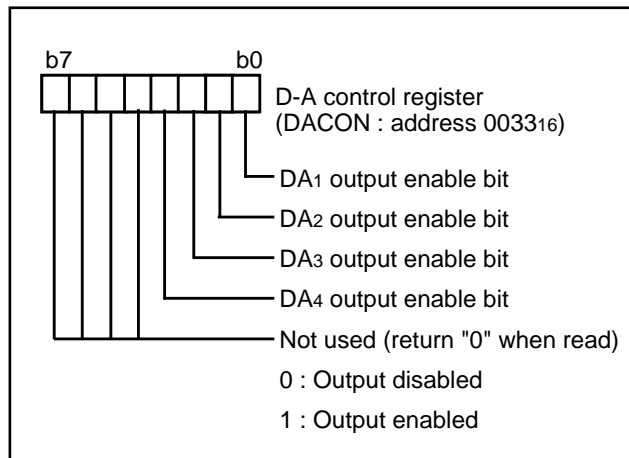 b7 b0
D-A control register
(DACON : address 003316)
DA1 output enable bit
DA2 output enable bit
DA3 output enable bit
DA4 output enable bit
Not used (return "0" when read)
0 : Output disabled
1 : Output enabled